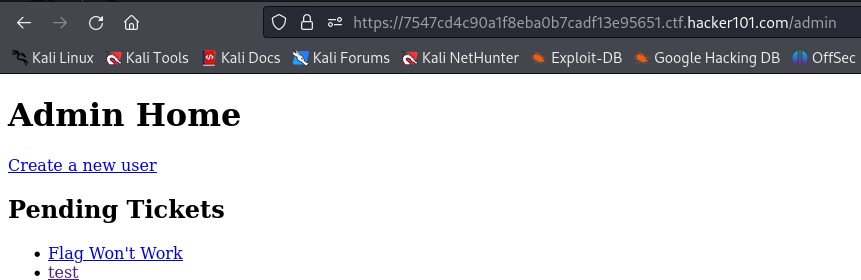 https://7547cd4c90a1f8eba0b7cadf13e95651.ctf.hacker101.com/admin
Kali Linux Kali Tools Kali Docs Kali Forums Kali NetHunter Exploit-DB Google Hacking DB OffSec
Admin Home
Create a new user
Pending Tickets
• Flag Won't Work
• test